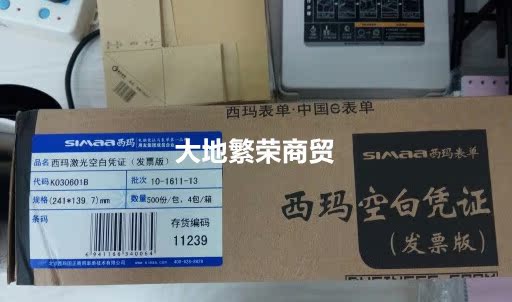 西玛表单·中国e表单
SIMAA西玛
品名 西玛激光空白凭证（发票版）
代码 K030601B
批次 10-1611-13
规格 (241*139.7)mm
数量 500份/包，4包/箱
条码
存货编码
11239
大地繁荣商贸
SIMAA西玛表单
西玛空白凭证
（发票版）